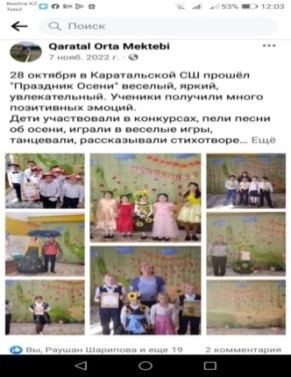 Beeline KZ
Tele2
53% 12:03
Поиск
Qaratal Orta Mektebi
7 нояб. 2022 г.
28 октября в Каратальской СШ прошёл
"Праздник Осени" веселый, яркий,
увлекательный. Ученики получили много
позитивных эмоций.
Дети участвовали в конкурсах, пели песни
об осени, играли в веселые игры,
танцевали, рассказывали стихотворе... Ещё
Вы, Раушан Шарипова и еще 19
2 комментария